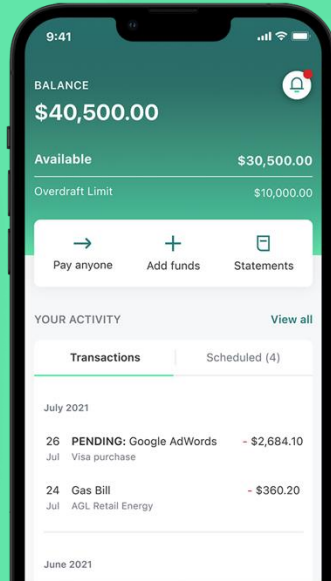 9:41
BALANCE
$40,500.00
Available $30,500.00
Overdraft Limit $10,000.00
Pay anyone Add funds Statements
YOUR ACTIVITY View all
Transactions Scheduled (4)
July 2021
26 PENDING: Google AdWords - $2,684.10
Jul Visa purchase
24 Gas Bill - $360.20
Jul AGL Retail Energy
June 2021